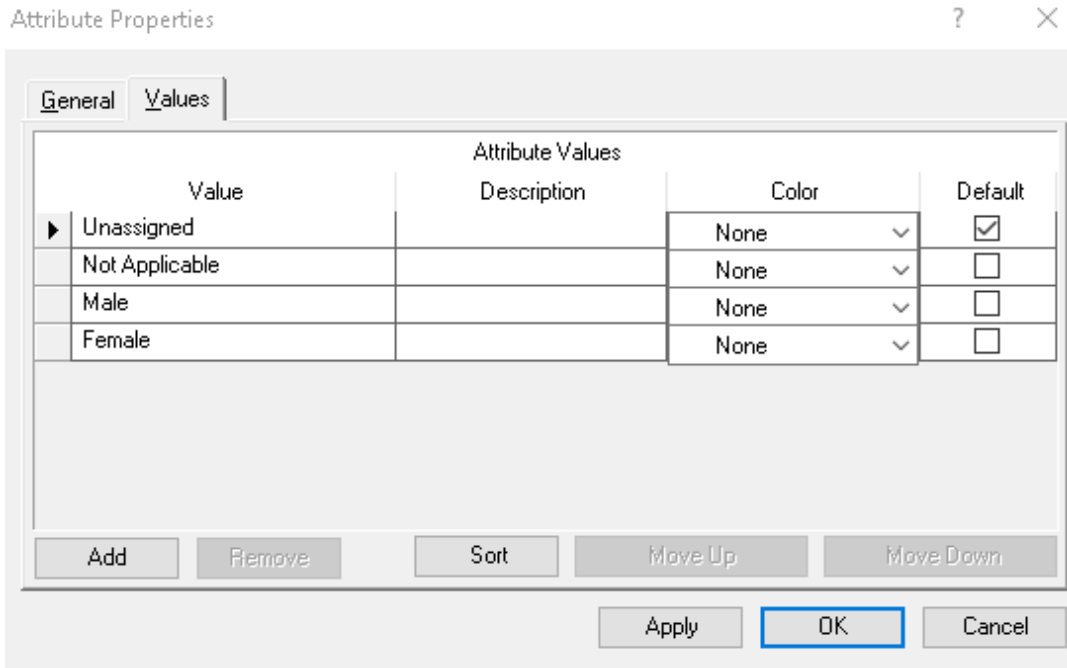 Attribute Properties ? ×
General Values
Attribute Values
Value Description Color Default
Unassigned None
Not Applicable None
Male None
Female None
Add Remove Sort Move Up Move Down
Apply OK Cancel